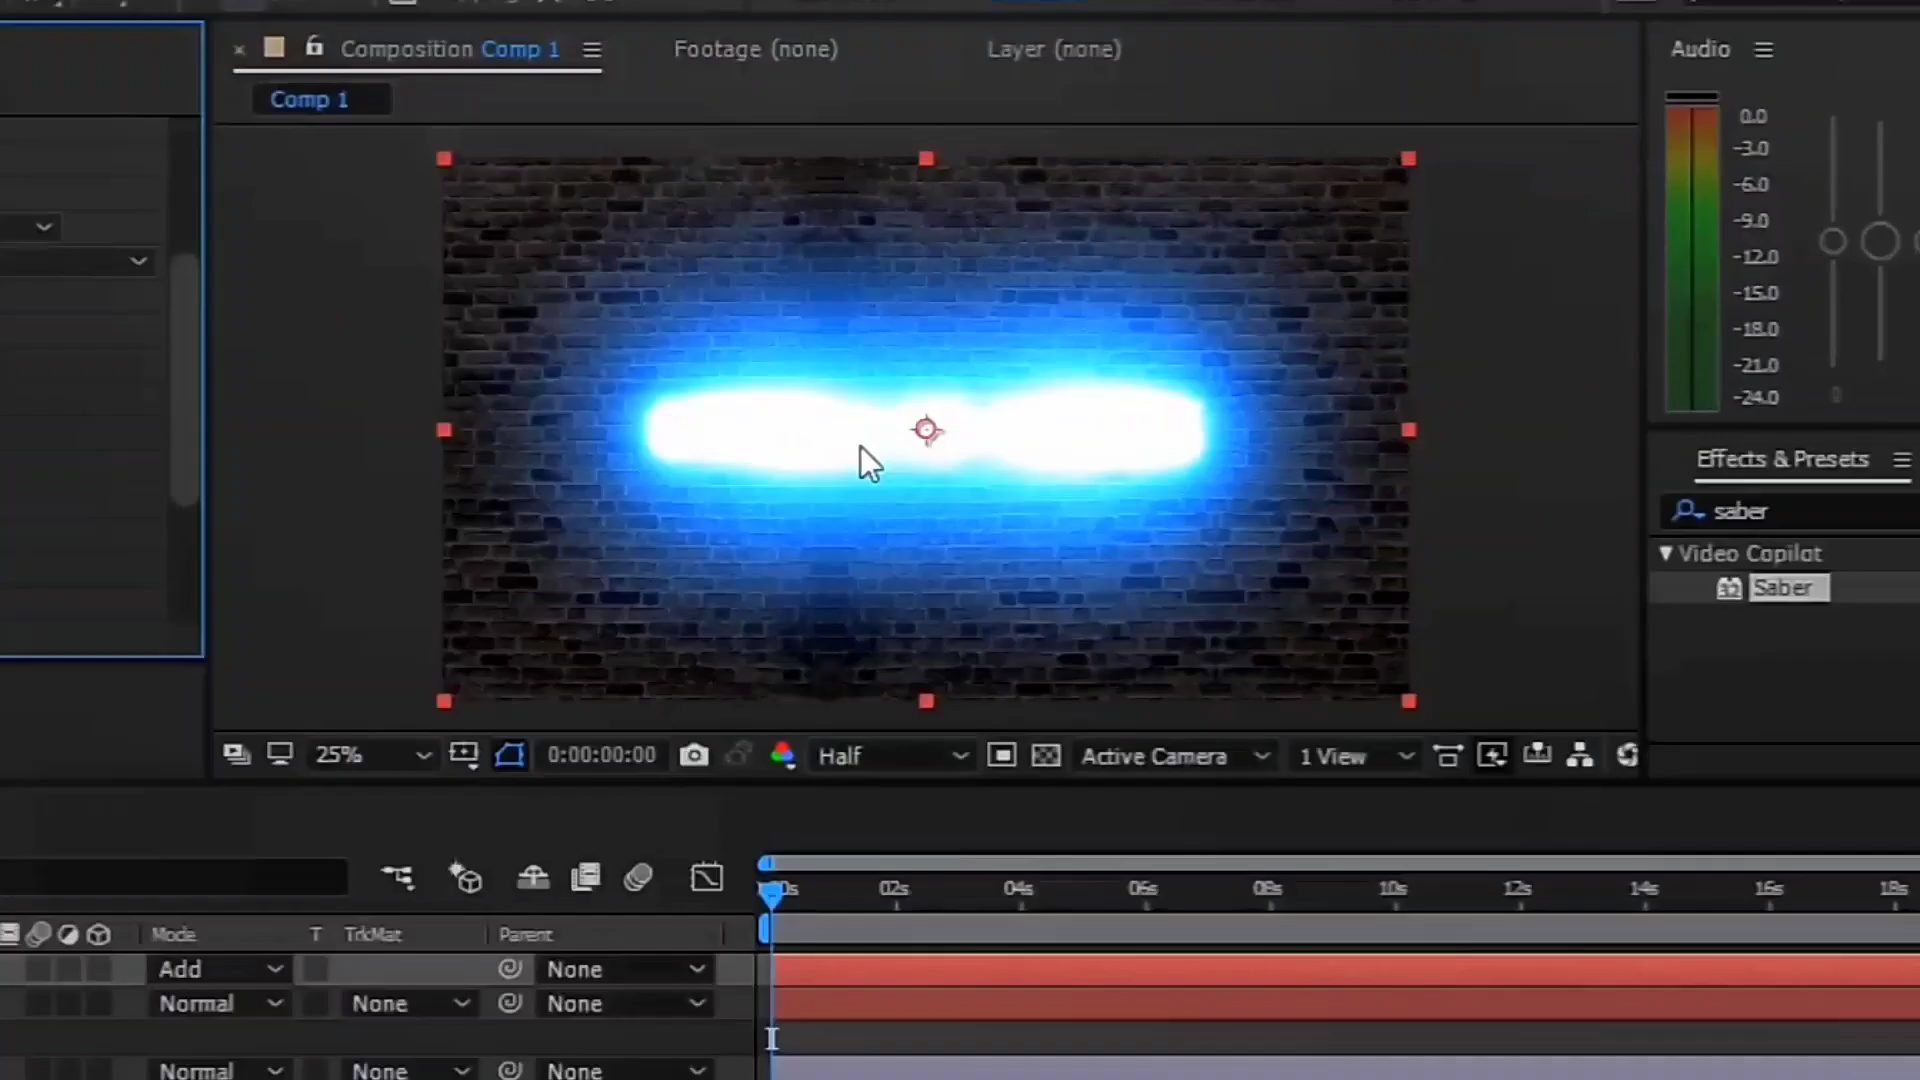 Composition Comp 1
Footage (none)
Layer (none)
Audio
Comp 1
0.0
-3.0
-6.0
-9.0
-12.0
-15.0
-18.0
-21.0
-24.0
Effects & Presets
saber
Video Copilot
32
Saber
25%
0:00:00:00
Half
Active Camera
1 View
02s
04s
06s
08s
10s
12s
14s
16s
18s
Mode
T
TrkMat
Parent
Add
None
Normal
None
None
Normal
None
None